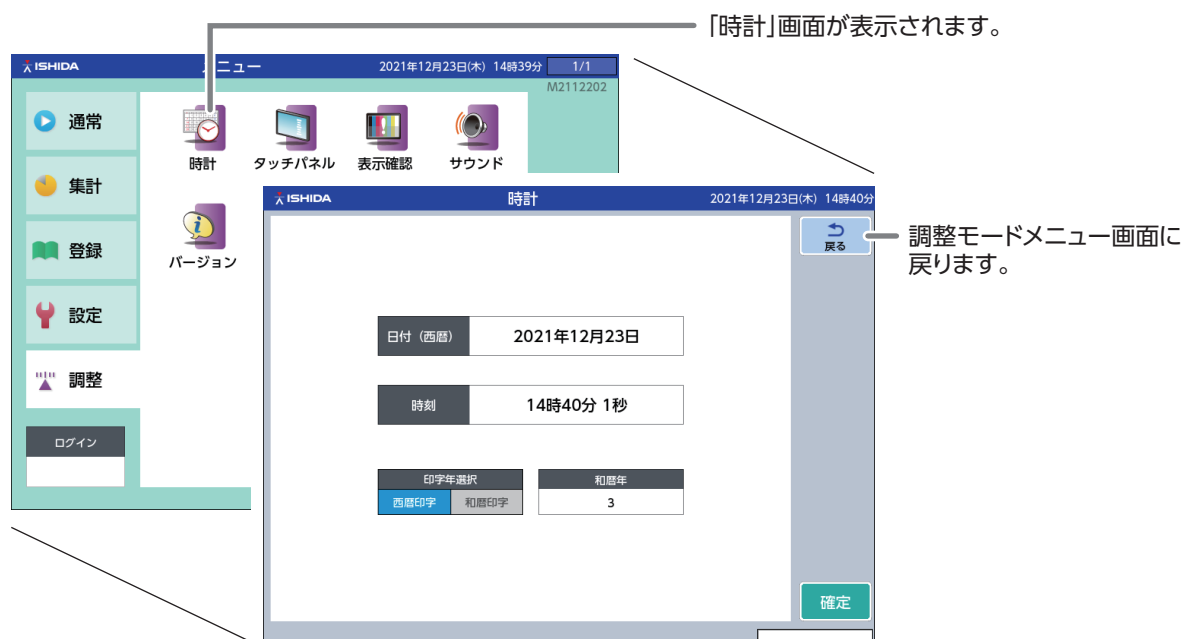 「時計」画面が表示されます。
ISHIDA
メニュー
2021年12月23日(木) 14時39分
1/1
M2112202
通常
集計
登録
設定
調整
ログイン
時計
タッチパネル
表示確認
サウンド
バージョン
ISHIDA
時計
2021年12月23日(木) 14時40分
戻る
調整モードメニュー画面に
戻ります。
日付(西暦)
2021年12月23日
時刻
14時40分 1秒
印字年選択
西暦印字
和暦印字
和暦年
3
確定